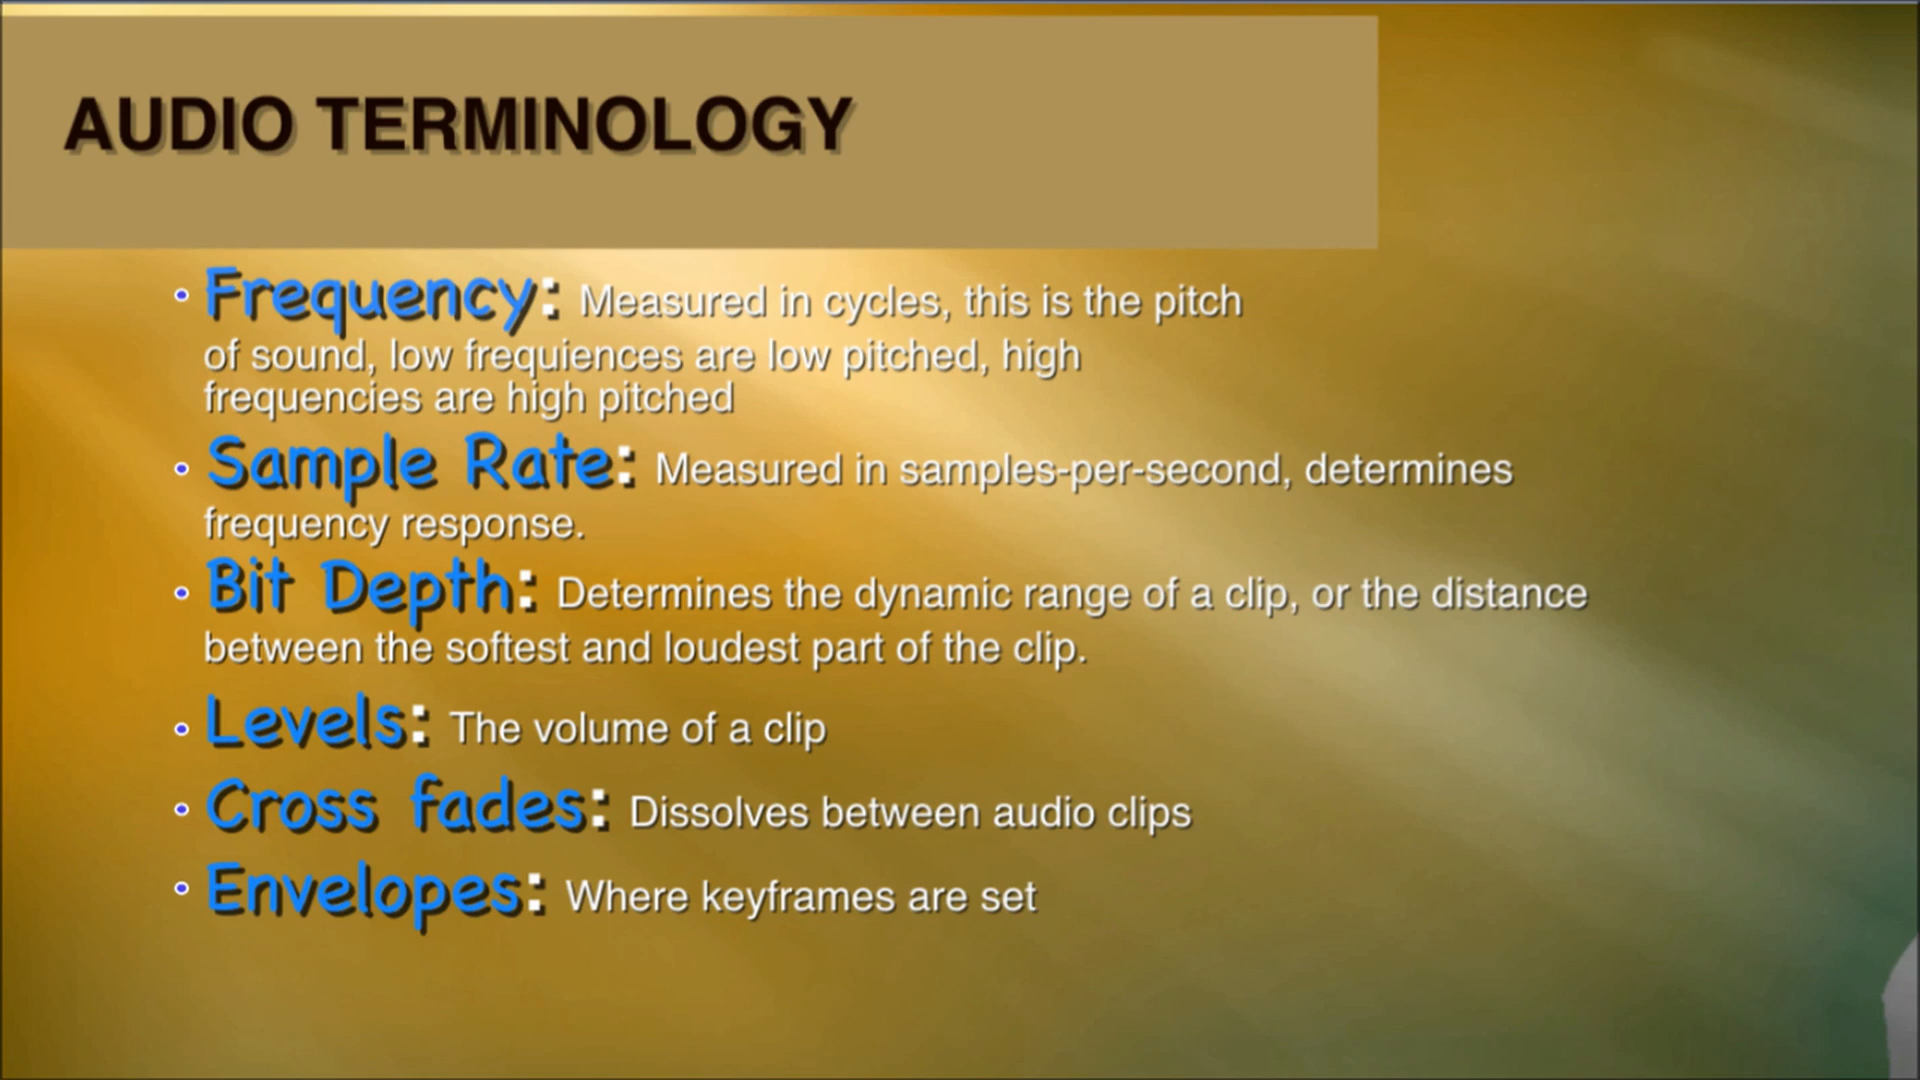 AUDIO TERMINOLOGY
• Frequency: Measured in cycles, this is the pitch
of sound, low frequiences are low pitched, high
frequencies are high pitched
• Sample Rate: Measured in samples-per-second, determines
frequency response.
• Bit Depth: Determines the dynamic range of a clip, or the distance
between the softest and loudest part of the clip.
• Levels: The volume of a clip
• Cross fades: Dissolves between audio clips
• Envelopes: Where keyframes are set